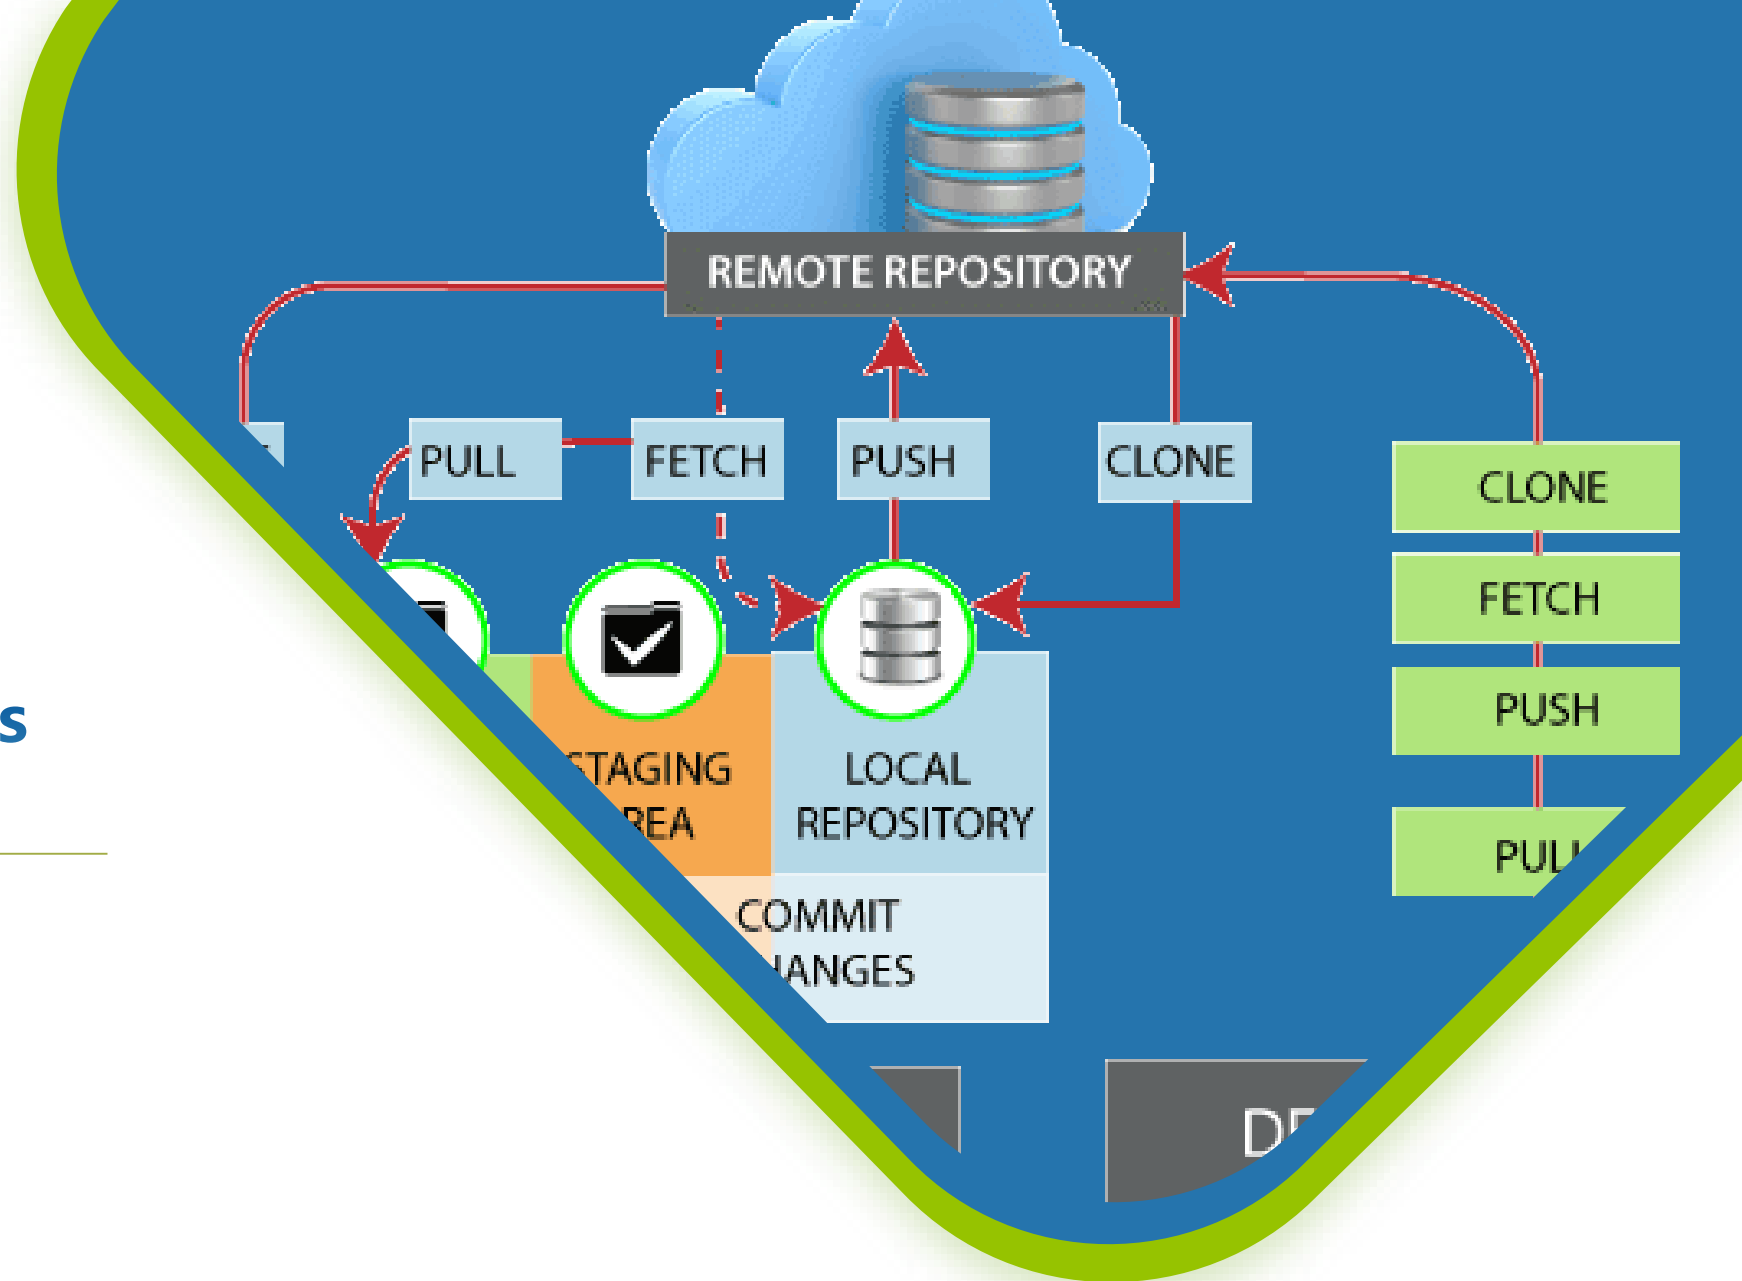 REMOTE REPOSITORY
PULL
FETCH
PUSH
CLONE
CLONE
FETCH
PUSH
LOCAL
REPOSITORY
COMMIT
s